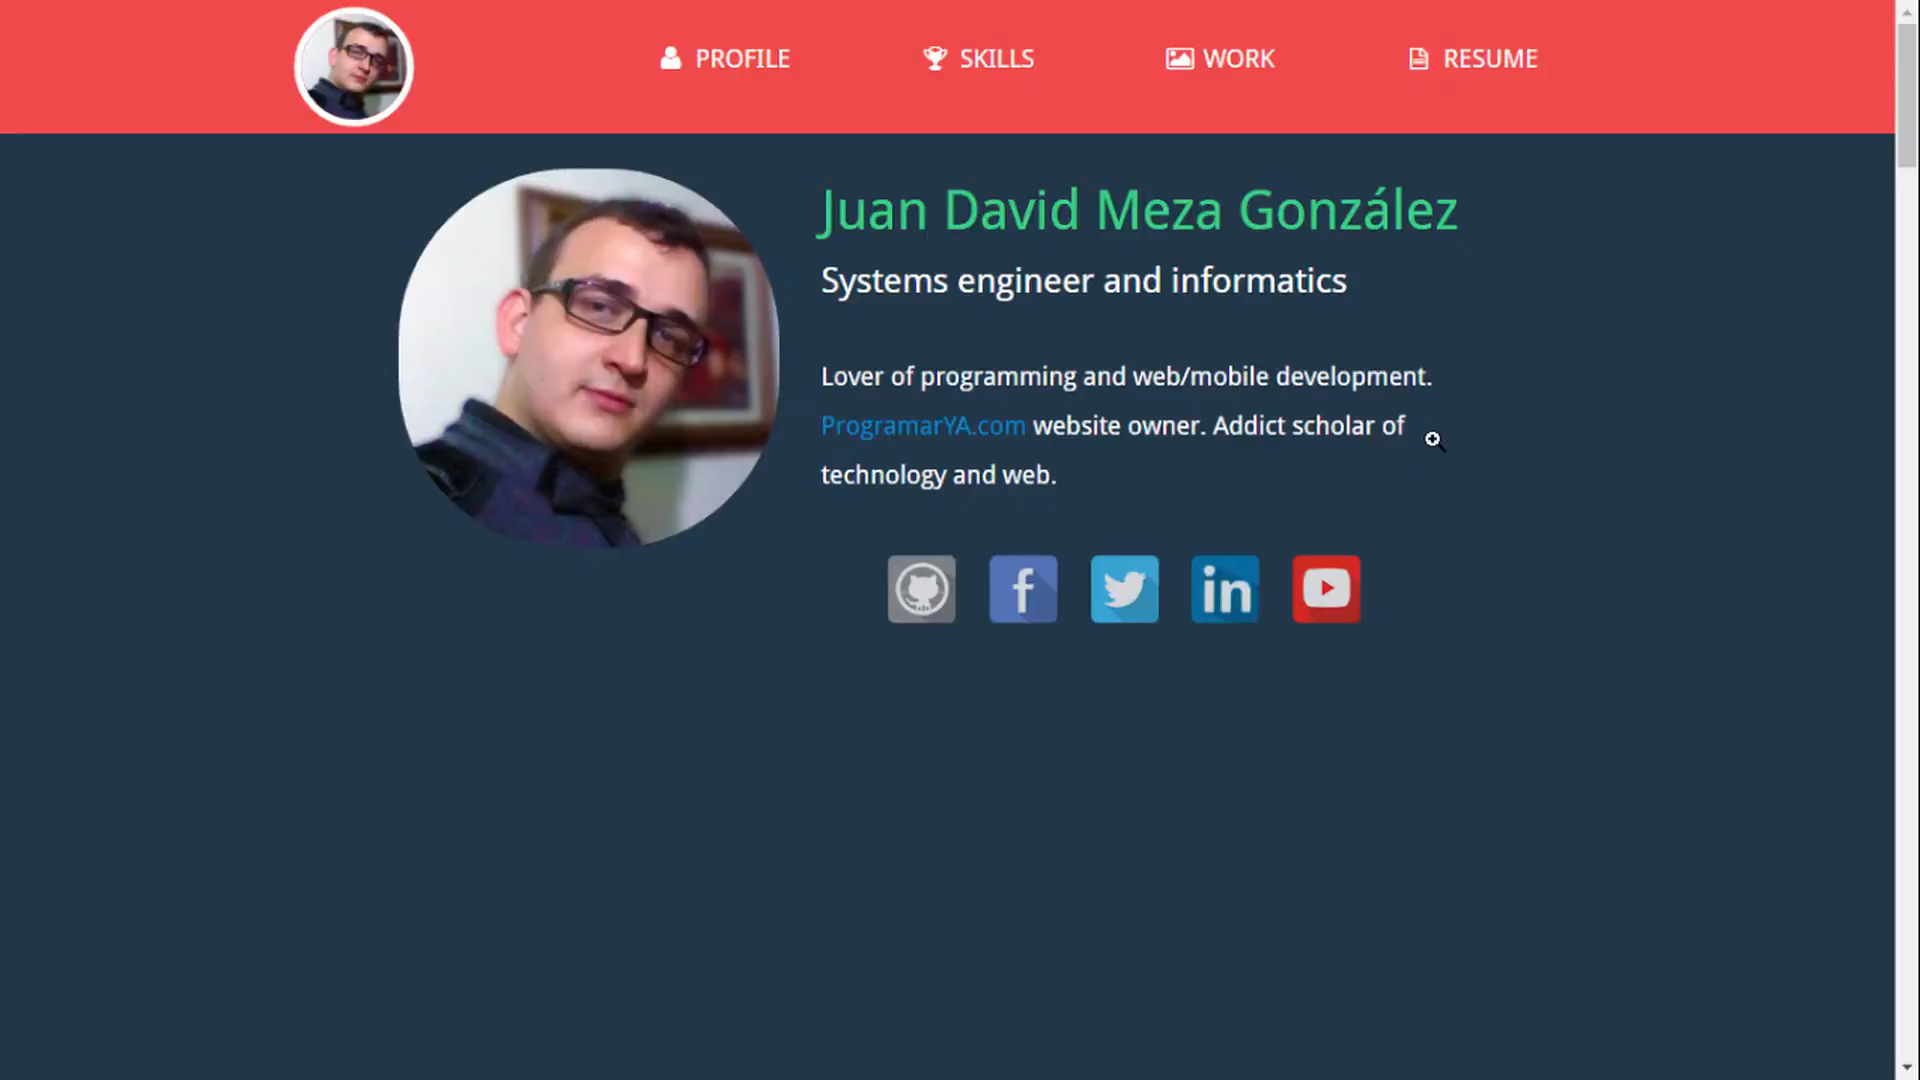 PROFILE SKILLS WORK RESUME
Juan David Meza González
Systems engineer and informatics
Lover of programming and web/mobile development.
ProgramarYA.com website owner. Addict scholar of
technology and web.
f in